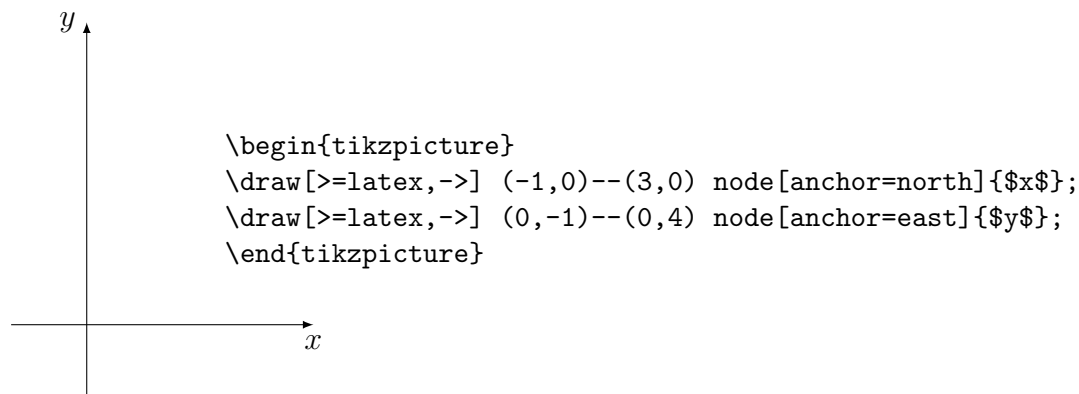 y
\begin{tikzpicture}
\draw[>=latex,->] (-1,0)--(3,0) node[anchor=north]{$x$};
\draw[>=latex,->] (0,-1)--(0,4) node[anchor=east]{$y$};
\end{tikzpicture}
x